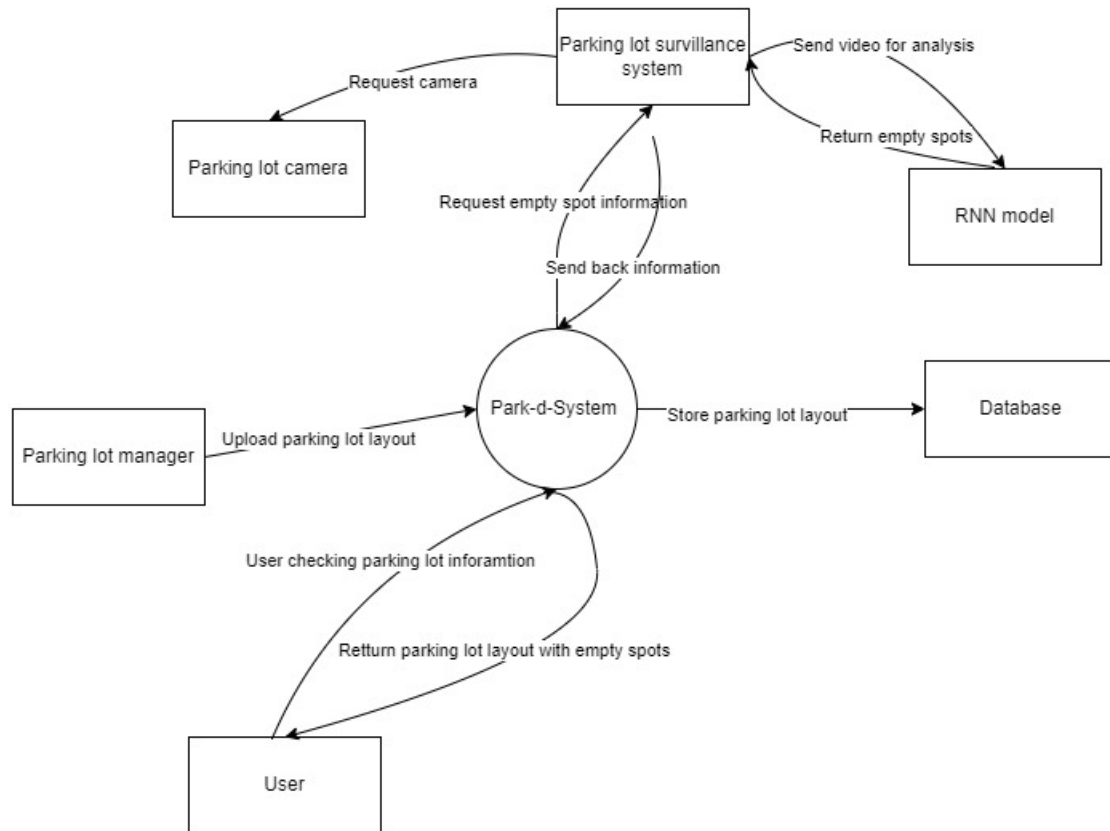 Parking lot survillance
system
Send video for analysis
Request camera
Return empty spots
Parking lot camera
Request empty spot information
RNN model
Send back information
Park-d-System
Store parking lot layout
Database
Upload parking lot layout
Parking lot manager
User checking parking lot inforamtion
Retturn parking lot layout with empty spots
User